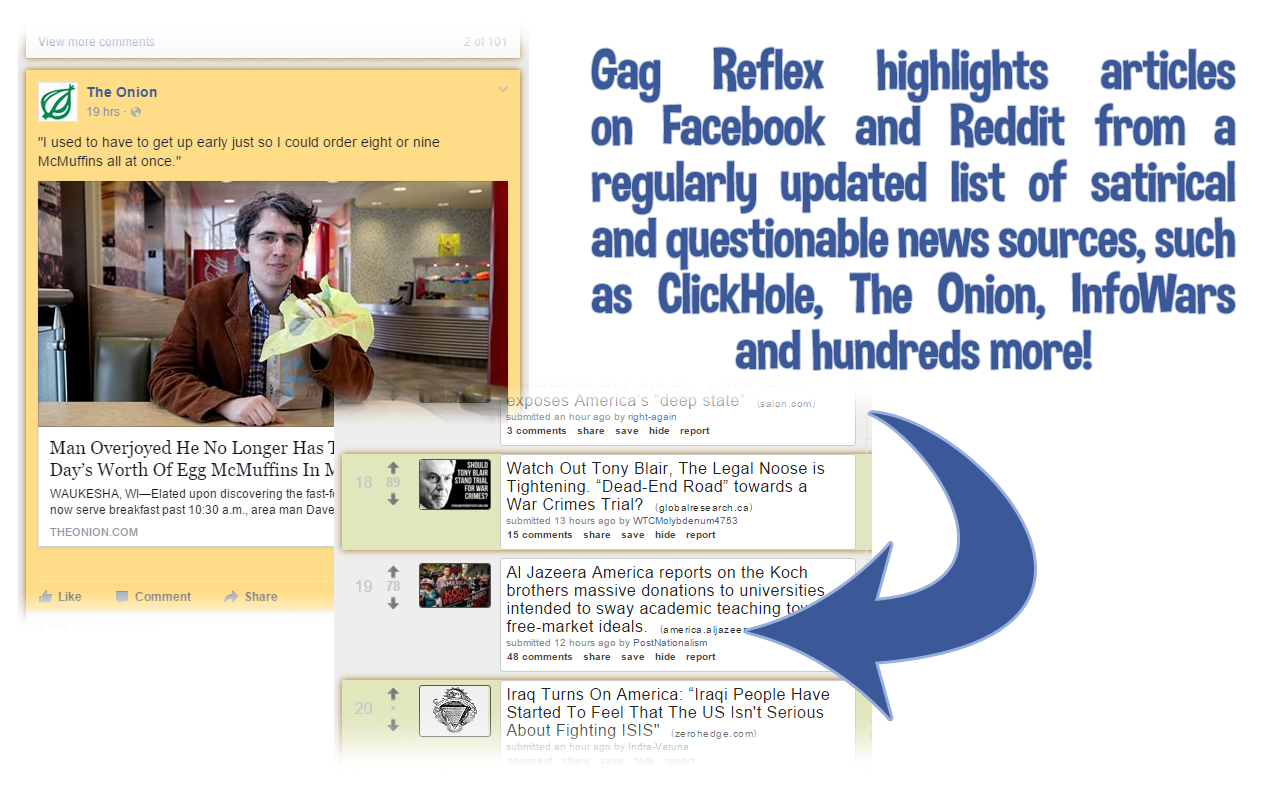 View more comments 2 of 101
The Onion
19 hrs ·
"I used to have to get up early just so I could order eight or nine
McMuffins all at once."
Man Overjoyed He No Longer Has
Day's Worth Of Egg McMuffins In
WAUKESHA, WI—Elated upon discovering the
now serve breakfast past 10:30 a.m., area man Dave
THEONION.COM
Like Comment Share
Gag Reflex highlights articles
on Facebook and Reddit from a
regularly updated list of satirical
and questionable news sources, such
as ClickHole, The Onion, InfoWars
and hundreds more!
exposes America's "deep state" (salon.com)
submitted an hour ago by right-again
3 comments share save hide report
18
89
SHOULD
TONY BLAIR
STAND TRIAL
FOR WAR
CRIMES?
Watch Out Tony Blair, The Legal Noose is
Tightening. “Dead-End Road” towards a
War Crimes Trial? (globalresearch.ca)
submitted 13 hours ago by WTCMolybdenum4753
15 comments share save hide report
19
78
Al Jazeera America reports on the Koch
brothers massive donations to universities
intended to sway academic teaching
free-market ideals.
submitted 12 hours ago by PostNationalism
48 comments share save hide report
20
•
Iraq Turns On America: “Iraqi People Have
Started To Feel That The US Isn't Serious
About Fighting ISIS" (zerohedge.com)
submitted an hour ago by Indra-Varuna
comment share save hide report